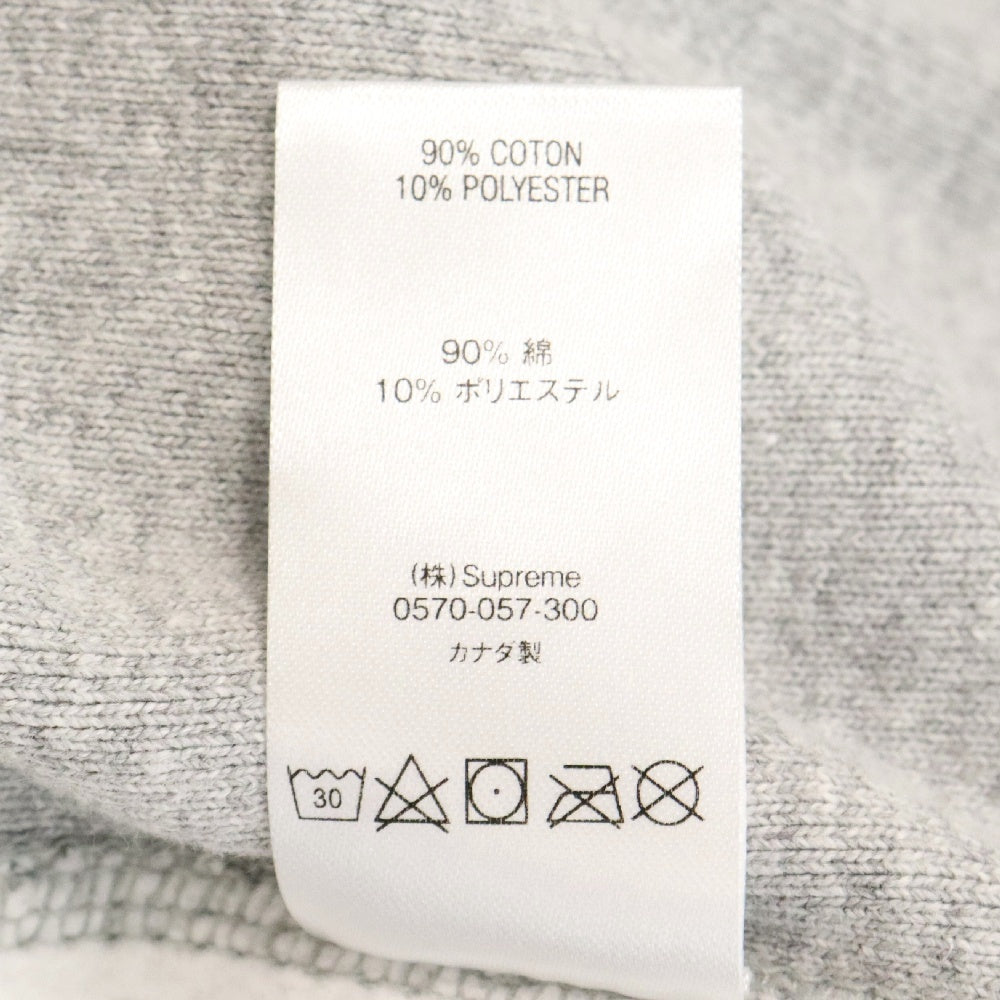 90% COTON
10% POLYESTER
90% 綿
10% ポリエステル
(株) Supreme
0570-057-300
カナダ製
30